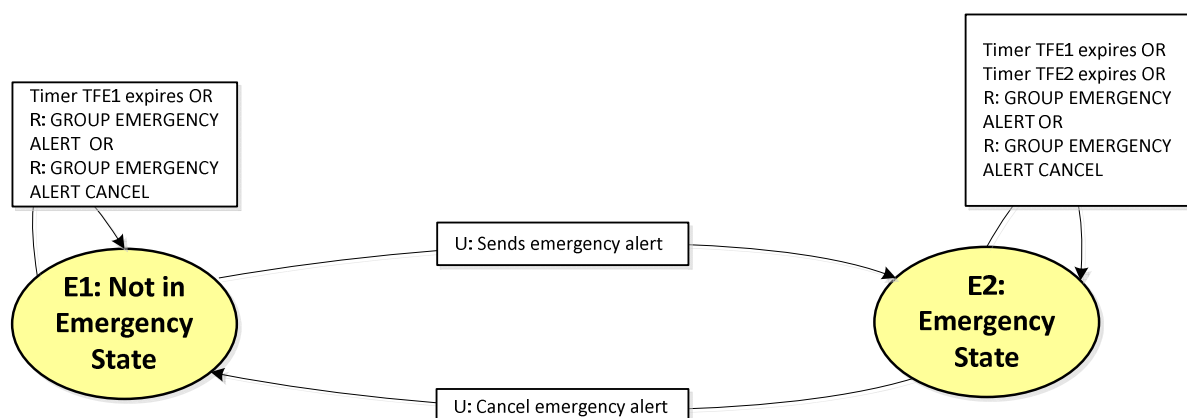 Timer TFE1 expires OR
R: GROUP EMERGENCY
ALERT OR
R: GROUP EMERGENCY
ALERT CANCEL
Timer TFE1 expires OR
Timer TFE2 expires OR
R: GROUP EMERGENCY
ALERT OR
R: GROUP EMERGENCY
ALERT CANCEL
U: Sends emergency alert
E1: Not in
Emergency
State
E2:
Emergency
State
U: Cancel emergency alert